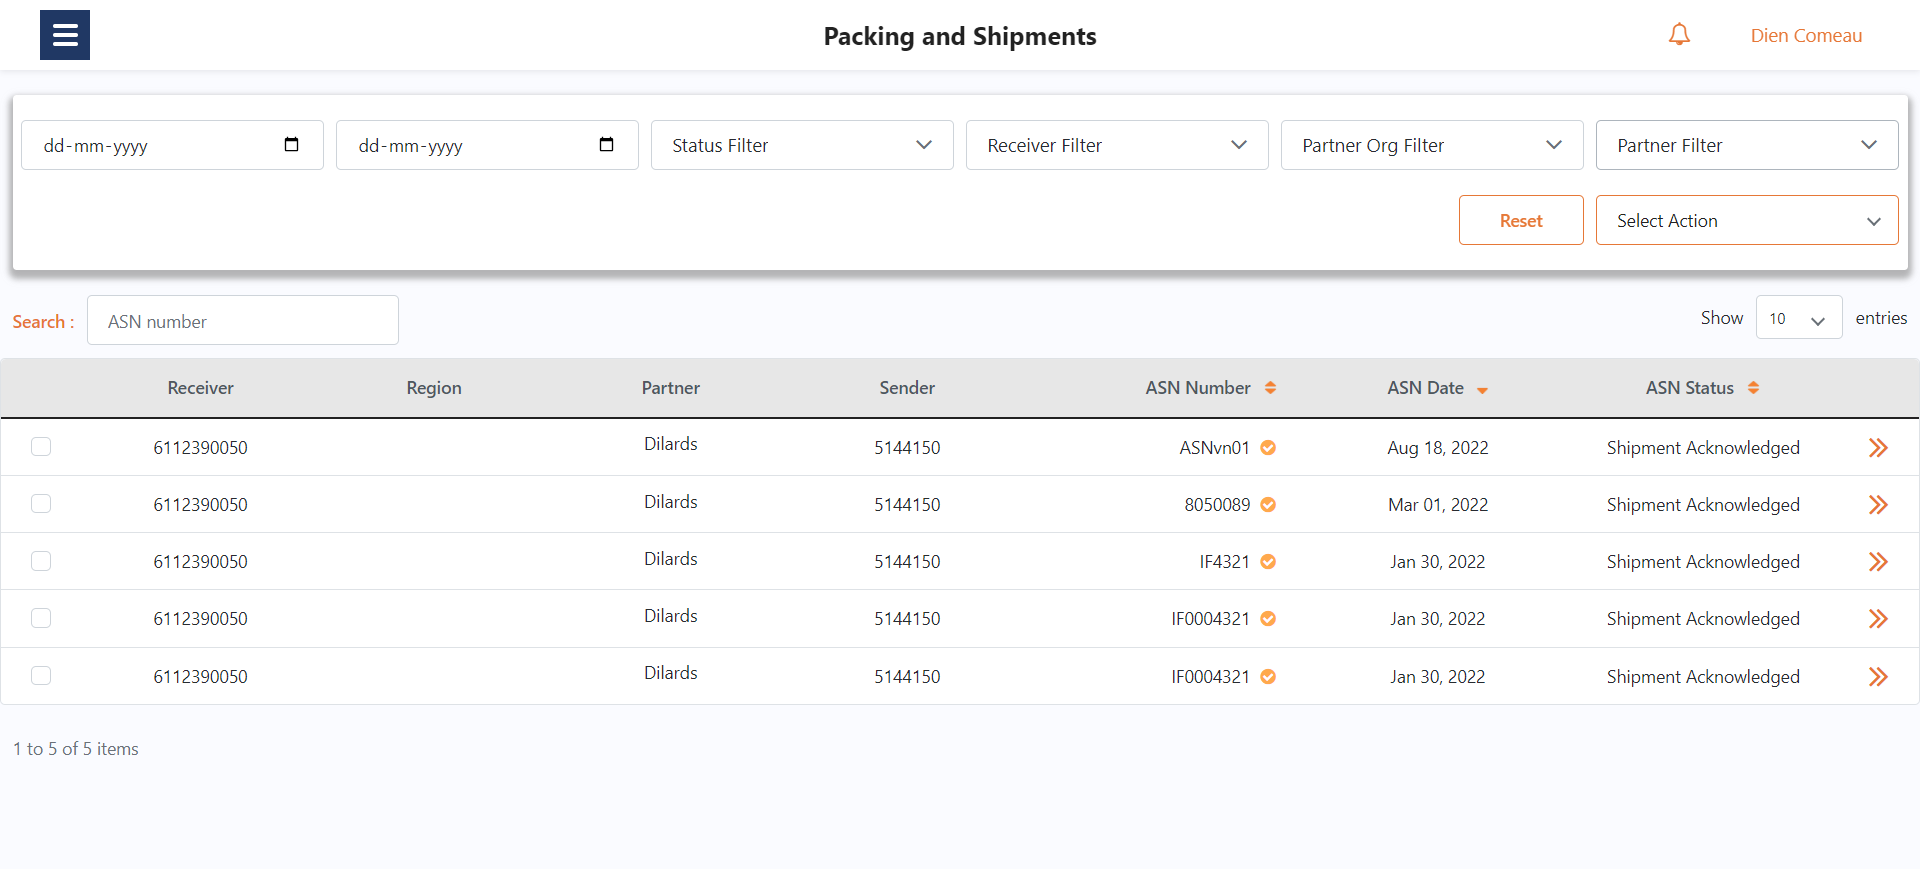 Packing and Shipments
Dien Comeau
dd-mm-yyyy dd-mm-yyyy Status Filter Receiver Filter Partner Org Filter Partner Filter
Reset Select Action
Search : ASN number Show 10 entries
Receiver Region Partner Sender ASN Number ASN Date ASN Status
6112390050 Dilards 5144150 ASNvn01 Aug 18, 2022 Shipment Acknowledged
6112390050 Dilards 5144150 8050089 Mar 01, 2022 Shipment Acknowledged
6112390050 Dilards 5144150 IF4321 Jan 30, 2022 Shipment Acknowledged
6112390050 Dilards 5144150 IF0004321 Jan 30, 2022 Shipment Acknowledged
6112390050 Dilards 5144150 IF0004321 Jan 30, 2022 Shipment Acknowledged
1 to 5 of 5 items